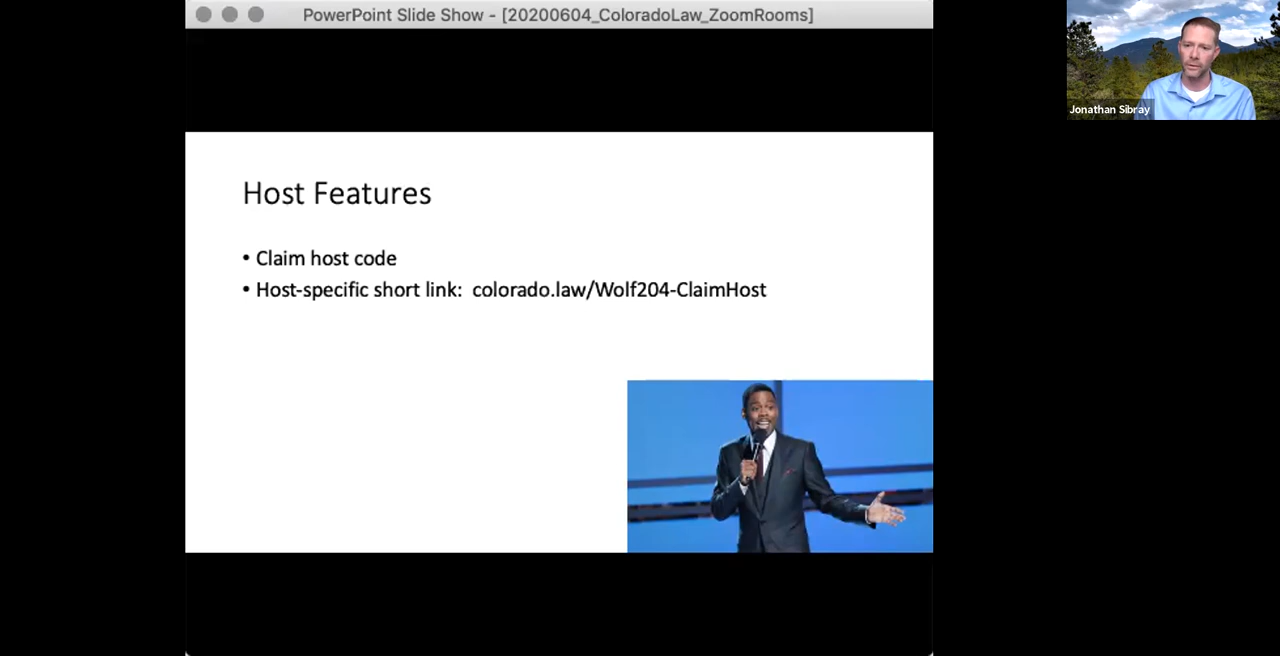 PowerPoint Slide Show - [20200604_ColoradoLaw_ZoomRooms]
Jonathan Sibray
Host Features
• Claim host code
• Host-specific short link:  colorado.law/Wolf204-ClaimHost